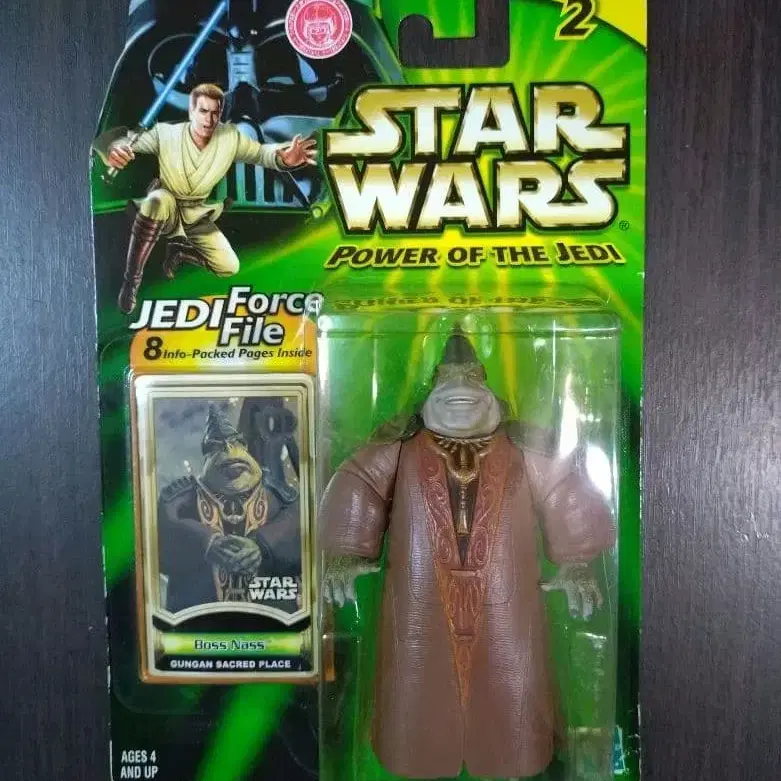 2
STAR
WARS®
POWER OF THE JEDI
JEDI Force
File
8 Info-Packed Pages Inside
STAR
WARS
Boss Nass
GUNGAN SACRED PLACE
AGES 4
AND UP